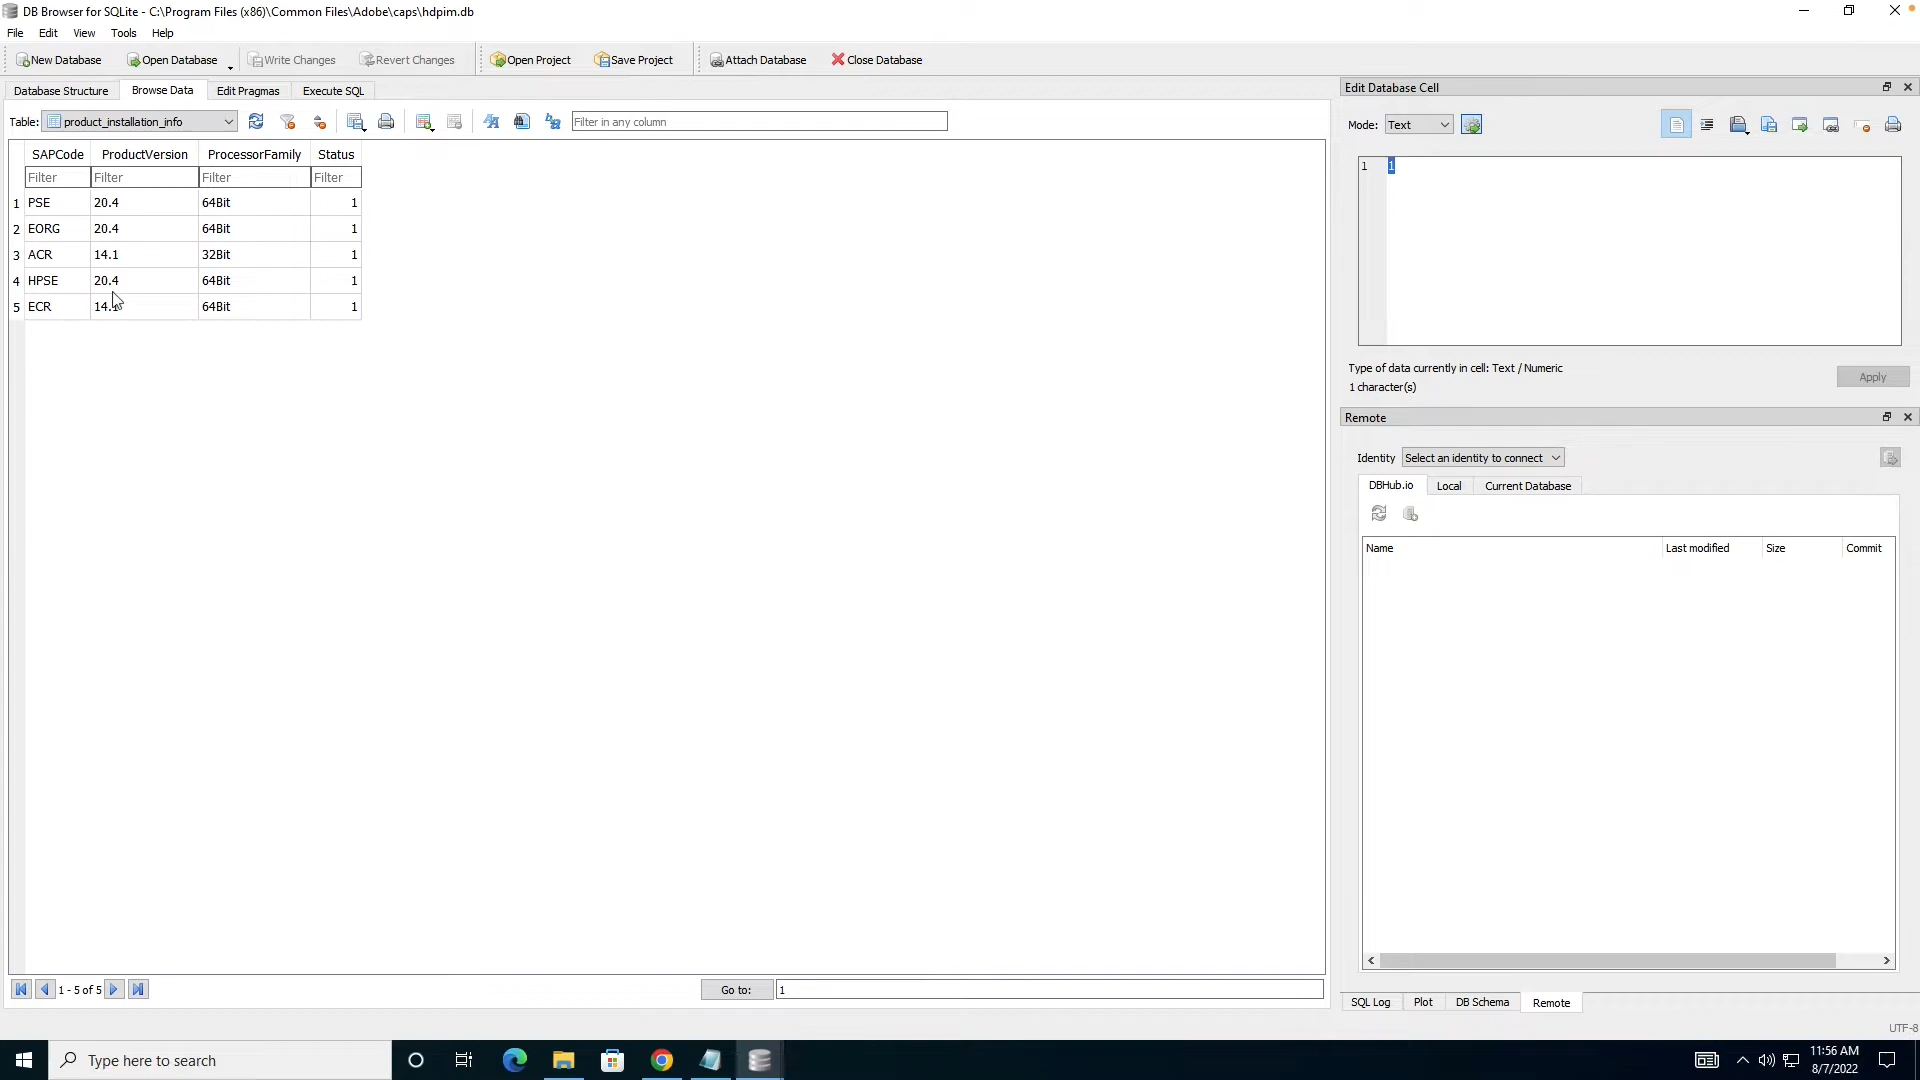 DB Browser for SQLite - C:\Program Files (x86)\Common Files\Adobe\caps\hdpim.db
File Edit View Tools Help
New Database Open Database Write Changes Revert Changes Open Project Save Project Attach Database Close Database
Database Structure Browse Data Edit Pragmas Execute SQL
Table: product_installation_info Filter in any column
SAPCode ProductVersion ProcessorFamily Status
Filter Filter Filter Filter
1 PSE 20.4 64Bit 1
2 EORG 20.4 64Bit 1
3 ACR 14.1 32Bit 1
4 HPSE 20.4 64Bit 1
5 ECR 14.1 64Bit 1
1 - 5 of 5 Go to: 1
Edit Database Cell
Mode: Text
1 1
Type of data currently in cell: Text / Numeric
1 character(s)
Apply
Remote
Identity Select an identity to connect
DBHub.io Local Current Database
Name Last modified Size Commit
SQL Log Plot DB Schema Remote
UTF-8
Type here to search
11:56 AM
8/7/2022